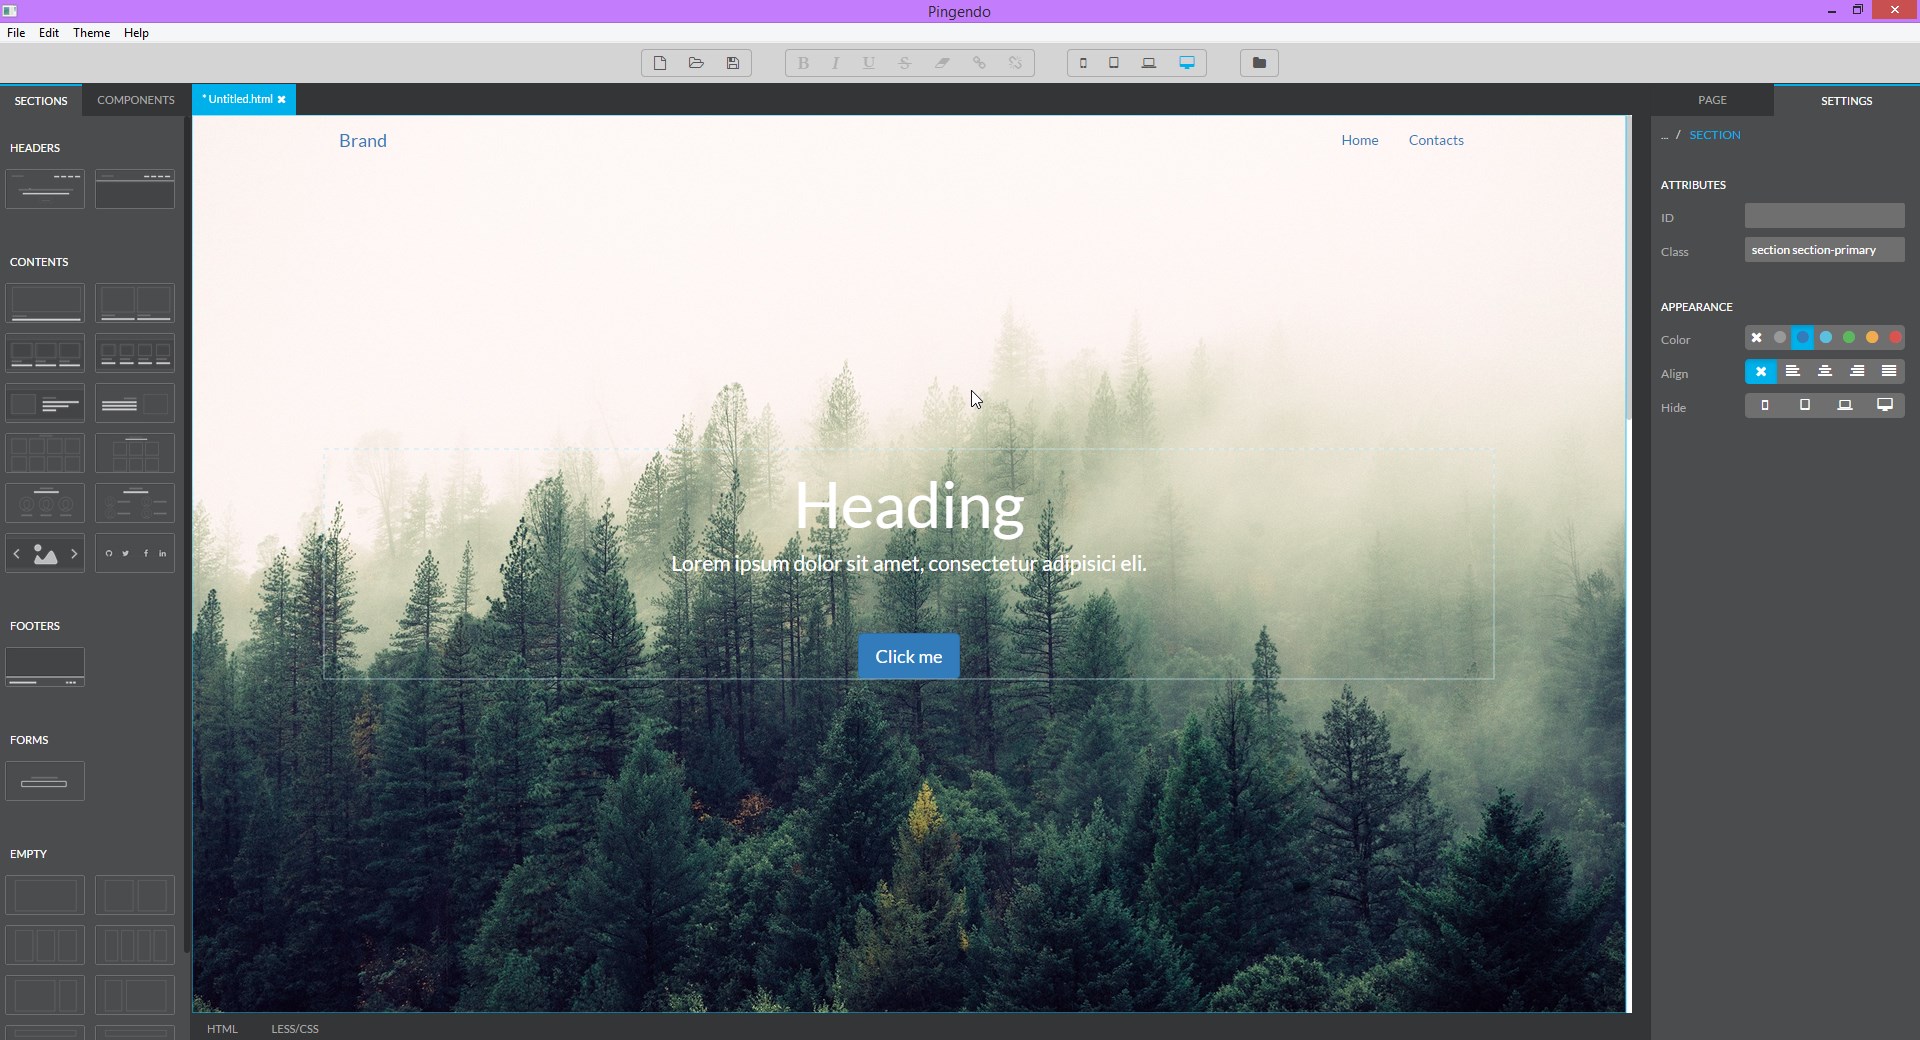 Pingendo
File Edit Theme Help
B I U S
SECTIONS COMPONENTS
* Untitled.html
PAGE SETTINGS
... / SECTION
HEADERS
CONTENTS
FOOTERS
FORMS
EMPTY
Brand Home Contacts
Heading
Lorem ipsum dolor sit amet, consectetur adipisici eli.
Click me
HTML LESS/CSS
ATTRIBUTES
ID
Class section section-primary
APPEARANCE
Color
Align
Hide